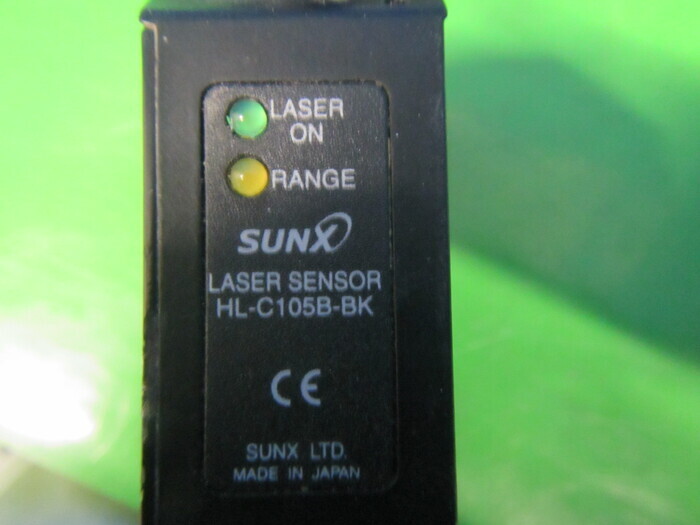 LASER
ON
RANGE
SUNX
LASER SENSOR
HL-C105B-BK
CE
SUNX LTD.
MADE IN JAPAN